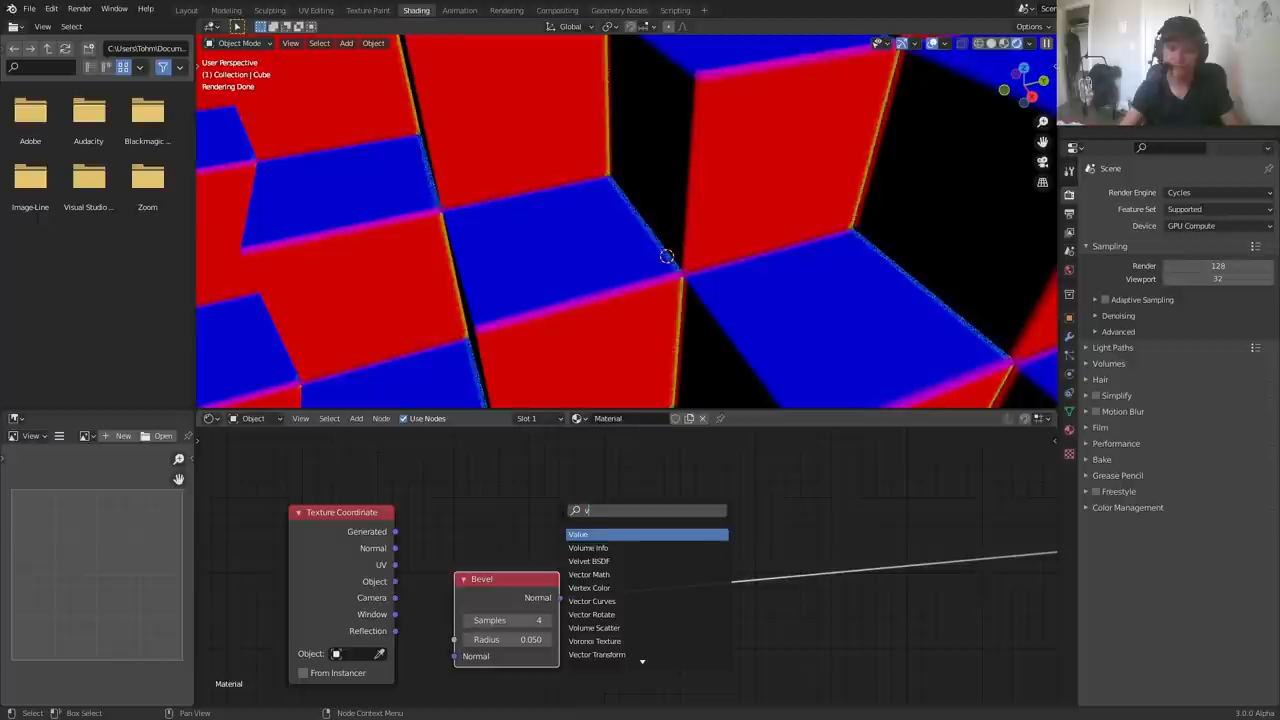 File Edit Render Window Help
Layout Modeling Sculpting UV Editing Texture Paint Shading Animation Rendering Compositing Geometry Nodes Scripting +
Scen
View Select
Global
Options
C:\Users\Tohm\Docum...
Object Mode View Select Add Object
User Perspective
(1) Collection | Cube
Rendering Done
Z
Y
X
Adobe Audacity Blackmagic ...
Image-Line Visual Studio ... Zoom
Scene
Render Engine Cycles
Feature Set Supported
Device GPU Compute
Sampling
Render 128
Viewport 32
Adaptive Sampling
Denoising
Advanced
Light Paths
Volumes
Hair
Simplify
Motion Blur
Film
Performance
Bake
Grease Pencil
Freestyle
Color Management
Object View Select Add Node Use Nodes Slot 1 Material
View + New Open
Texture Coordinate
Generated
Normal
UV
Object
Camera
Window
Reflection
Object:
From Instancer
Bevel
Normal
Samples 4
Radius 0.050
Normal
v
Value
Volume Info
Velvet BSDF
Vector Math
Vertex Color
Vector Curves
Vector Rotate
Volume Scatter
Voronoi Texture
Vector Transform
Material
Select Box Select Pan View Node Context Menu 3.0.0 Alpha